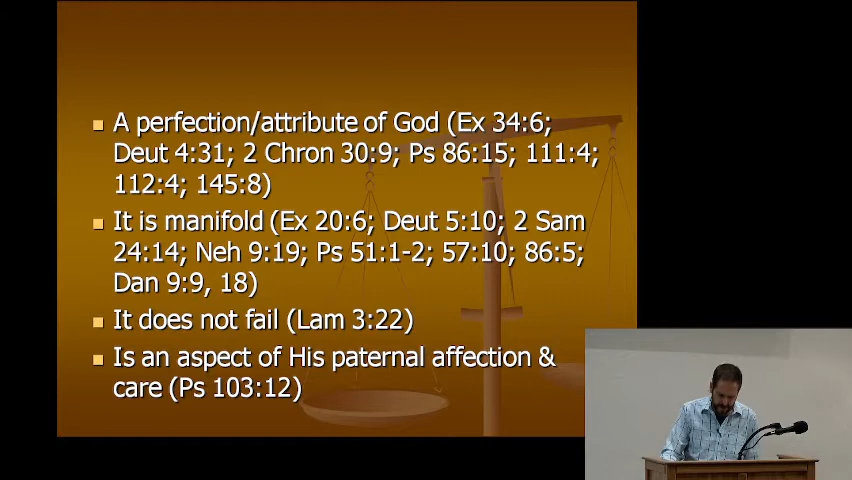 A perfection/attribute of God (Ex 34:6;
Deut 4:31; 2 Chron 30:9; Ps 86:15; 111:4;
112:4; 145:8)
It is manifold (Ex 20:6; Deut 5:10; 2 Sam
24:14; Neh 9:19; Ps 51:1-2; 57:10; 86:5;
Dan 9:9, 18)
It does not fail (Lam 3:22)
Is an aspect of His paternal affection &
care (Ps 103:12)